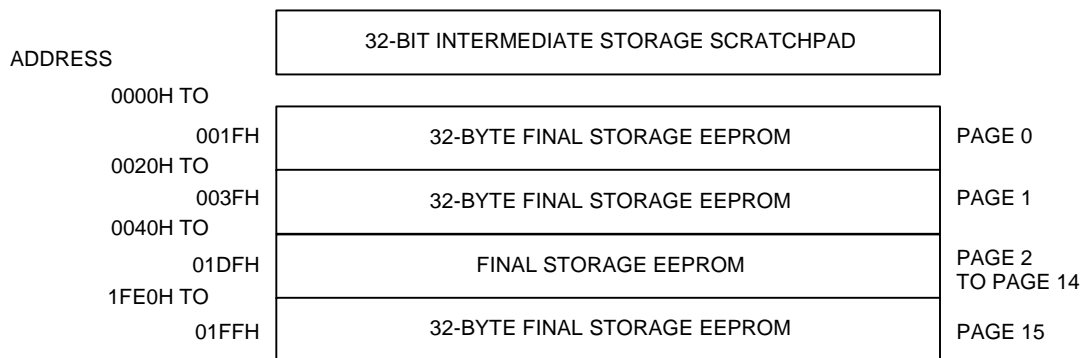 32-BIT INTERMEDIATE STORAGE SCRATCHPAD
ADDRESS
0000H TO
001FH 32-BYTE FINAL STORAGE EEPROM PAGE 0
0020H TO
003FH 32-BYTE FINAL STORAGE EEPROM PAGE 1
0040H TO
01DFH FINAL STORAGE EEPROM PAGE 2
TO PAGE 14
1FE0H TO
01FFH 32-BYTE FINAL STORAGE EEPROM PAGE 15